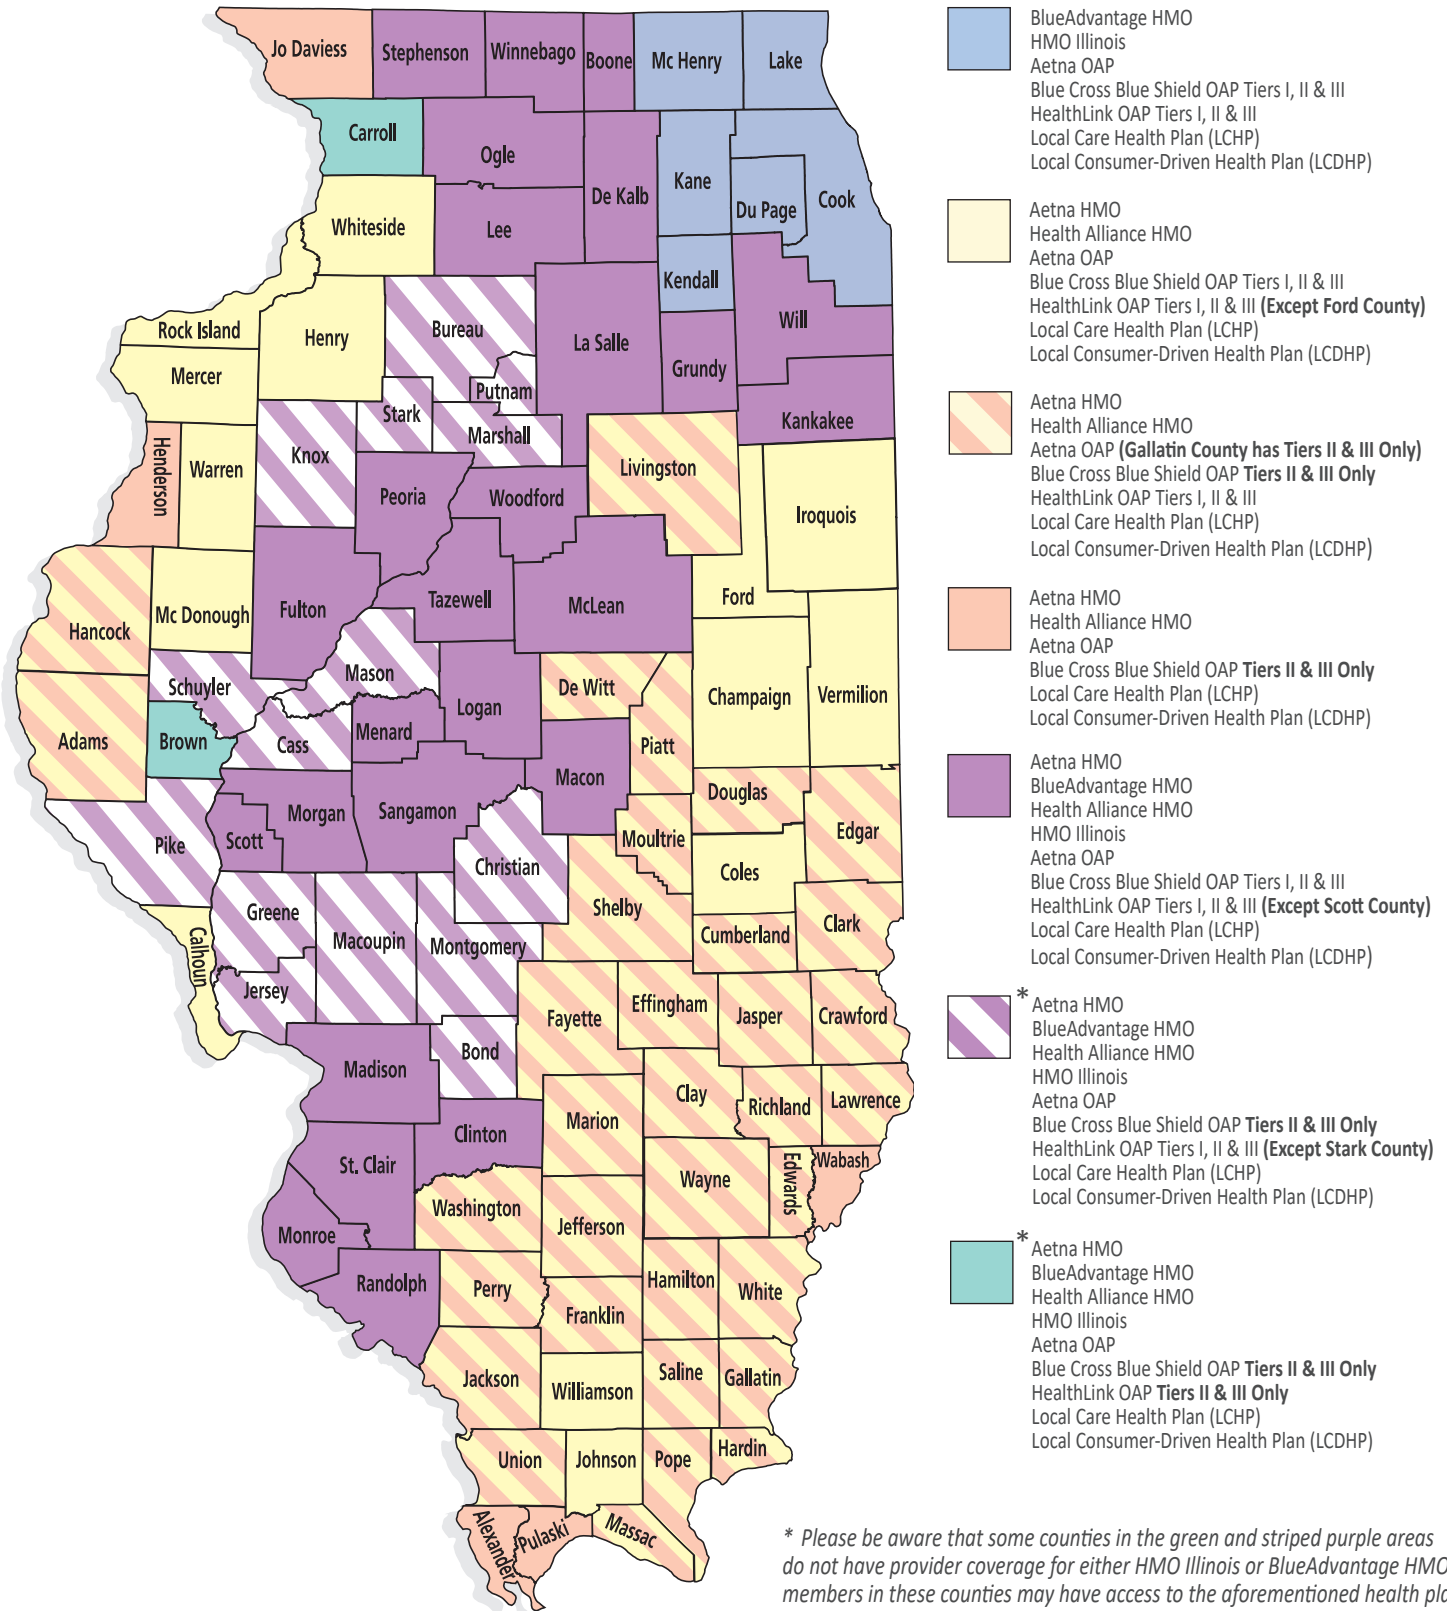 Jo Daviess
Stephenson
Winnebago
Boone
Mc Henry
Lake
Carroll
Ogle
De Kalb
Kane
Du Page
Cook
Whiteside
Lee
Kendall
Rock Island
Henry
Bureau
La Salle
Will
Grundy
Mercer
Putnam
Stark
Marshall
Kankakee
Henderson
Warren
Knox
Peoria
Woodford
Livingston
Iroquois
Hancock
Mc Donough
Fulton
Tazewell
McLean
Ford
Schuyler
Mason
Logan
De Witt
Champaign
Vermilion
Adams
Brown
Cass
Menard
Macon
Piatt
Douglas
Edgar
Pike
Scott
Morgan
Sangamon
Christian
Moultrie
Coles
Shelby
Cumberland
Clark
Calhoun
Greene
Macoupin
Montgomery
Jersey
Fayette
Effingham
Jasper
Crawford
Bond
Madison
Clinton
Marion
Clay
Richland
Lawrence
St. Clair
Washington
Jefferson
Wayne
Edwards
Wabash
Monroe
Randolph
Perry
Franklin
Hamilton
White
Jackson
Williamson
Saline
Gallatin
Union
Johnson
Pope
Hardin
Alexander
Pulaski
Massac
BlueAdvantage HMO
HMO Illinois
Aetna OAP
Blue Cross Blue Shield OAP Tiers I, II & III
HealthLink OAP Tiers I, II & III
Local Care Health Plan (LCHP)
Local Consumer-Driven Health Plan (LCDHP)
Aetna HMO
Health Alliance HMO
Aetna OAP
Blue Cross Blue Shield OAP Tiers I, II & III
HealthLink OAP Tiers I, II & III (Except Ford County)
Local Care Health Plan (LCHP)
Local Consumer-Driven Health Plan (LCDHP)
Aetna HMO
Health Alliance HMO
Aetna OAP (Gallatin County has Tiers II & III Only)
Blue Cross Blue Shield OAP Tiers II & III Only
HealthLink OAP Tiers I, II & III
Local Care Health Plan (LCHP)
Local Consumer-Driven Health Plan (LCDHP)
Aetna HMO
Health Alliance HMO
Aetna OAP
Blue Cross Blue Shield OAP Tiers II & III Only
Local Care Health Plan (LCHP)
Local Consumer-Driven Health Plan (LCDHP)
Aetna HMO
BlueAdvantage HMO
Health Alliance HMO
HMO Illinois
Aetna OAP
Blue Cross Blue Shield OAP Tiers I, II & III
HealthLink OAP Tiers I, II & III (Except Scott County)
Local Care Health Plan (LCHP)
Local Consumer-Driven Health Plan (LCDHP)
* Aetna HMO
BlueAdvantage HMO
Health Alliance HMO
HMO Illinois
Aetna OAP
Blue Cross Blue Shield OAP Tiers II & III Only
HealthLink OAP Tiers I, II & III (Except Stark County)
Local Care Health Plan (LCHP)
Local Consumer-Driven Health Plan (LCDHP)
* Aetna HMO
BlueAdvantage HMO
Health Alliance HMO
HMO Illinois
Aetna OAP
Blue Cross Blue Shield OAP Tiers II & III Only
HealthLink OAP Tiers II & III Only
Local Care Health Plan (LCHP)
Local Consumer-Driven Health Plan (LCDHP)
* Please be aware that some counties in the green and striped purple areas
do not have provider coverage for either HMO Illinois or BlueAdvantage HMO
members in these counties may have access to the aforementioned health